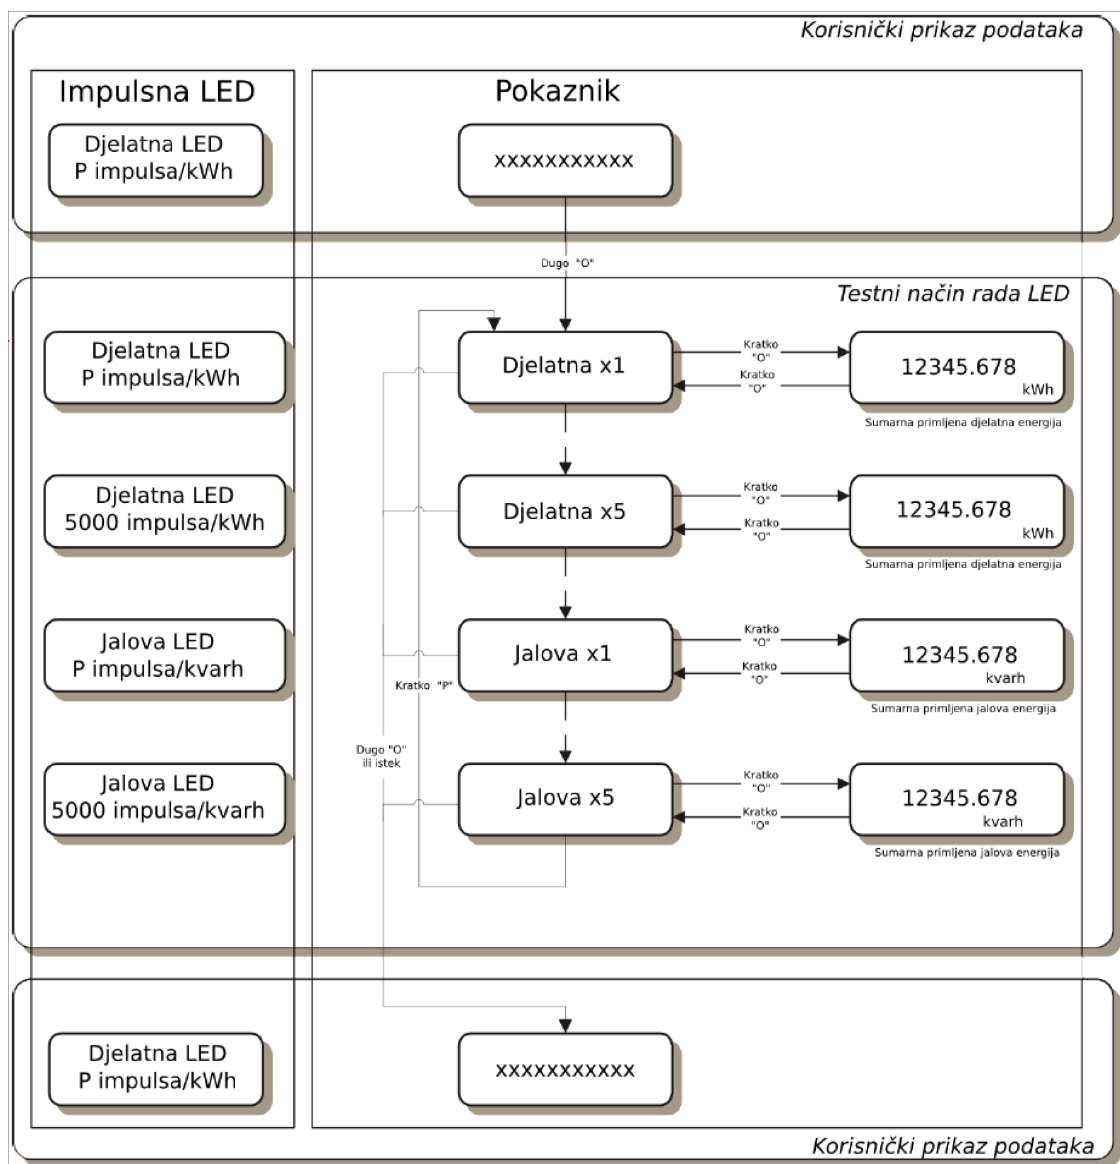 Korisnički prikaz podataka
Impulsna LED
Pokaznik
Djelatna LED
P impulsa/kWh
xxxxxxxxxxx
Dugo "O"
Testni način rada LED
Djelatna LED
P impulsa/kWh
Djelatna x1
Kratko
"O"
Kratko
"O"
12345.678
kWh
Sumarna primljena djelatna energija
Djelatna LED
5000 impulsa/kWh
Djelatna x5
Kratko
"O"
Kratko
"O"
12345.678
kWh
Sumarna primljena djelatna energija
Jalova LED
P impulsa/kvarh
Jalova x1
Kratko
"O"
Kratko
"O"
12345.678
kvarh
Sumarna primljena jalova energija
Kratko "P"
Dugo "O"
ili istek
Jalova LED
5000 impulsa/kvarh
Jalova x5
Kratko
"O"
Kratko
"O"
12345.678
kvarh
Sumarna primljena jalova energija
Djelatna LED
P impulsa/kWh
xxxxxxxxxxx
Korisnički prikaz podataka